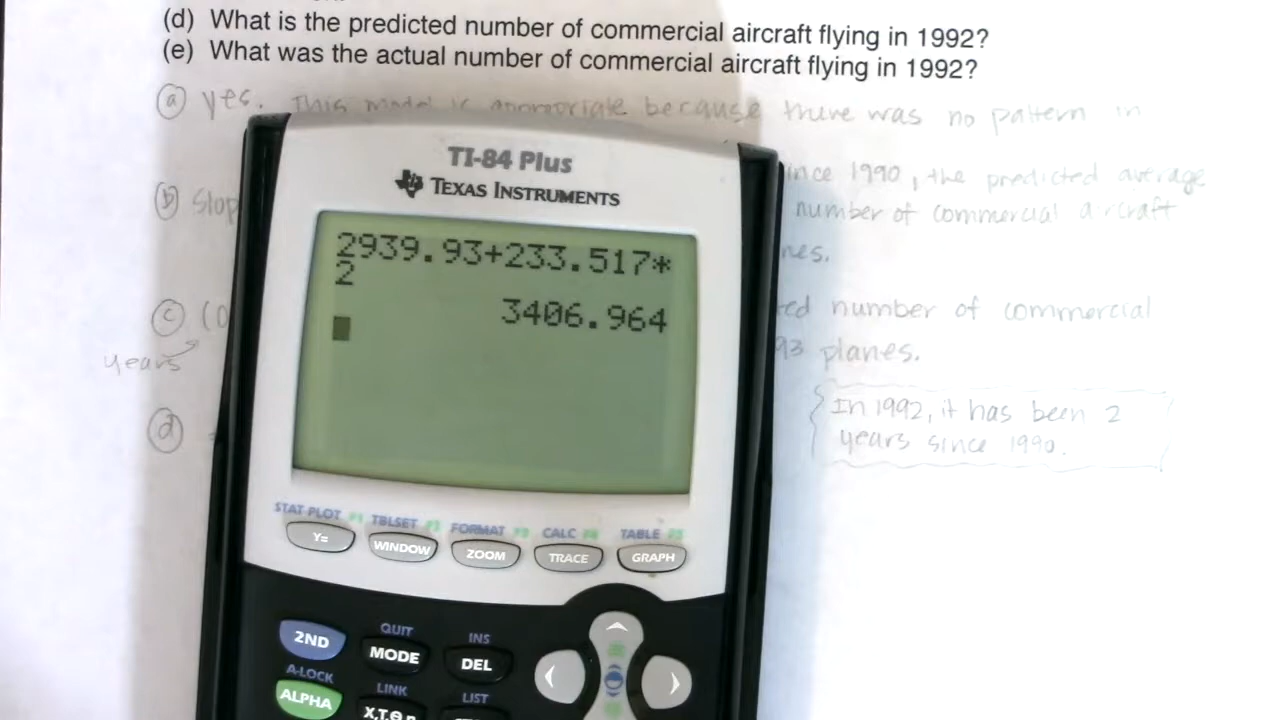 (d) What is the predicted number of commercial aircraft flying in 1992?
(e) What was the actual number of commercial aircraft flying in 1992?
(a) yes. This model is appropriate because there was no pattern in
ince 1990, the predicted average
(b) Slop
number of commercial aircraft
nes.
(c) (0
ted number of commercial
years
93 planes.
(d)
In 1992, it has been 2
years since 1990.
TI-84 Plus
TEXAS INSTRUMENTS
2939.93+233.517*
2
3406.964
STAT PLOT F1 TBLSET F2 FORMAT F3 CALC F4 TABLE F5
Y= WINDOW ZOOM TRACE GRAPH
QUIT INS
2ND MODE DEL
A-LOCK LINK LIST
ALPHA X,T,θ,n